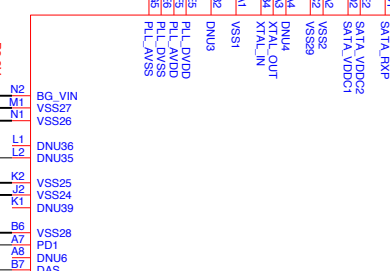 PLL_AVSS
PLL_DVSS
PLL_AVDD
PLL_DVDD
DNU3
VSS1
XTAL_IN
XTAL_OUT
DNU4
VSS29
VSS2
SATA_VDDC1
SATA_VDDC2
SATA_RXP
N2 BG_VIN
M1 VSS27
N1 VSS26
L1 DNU36
L2 DNU35
K2 VSS25
J2 VSS24
K1 DNU39
B6 VSS28
A7 PD1
A8 DNU6
B7 DAS